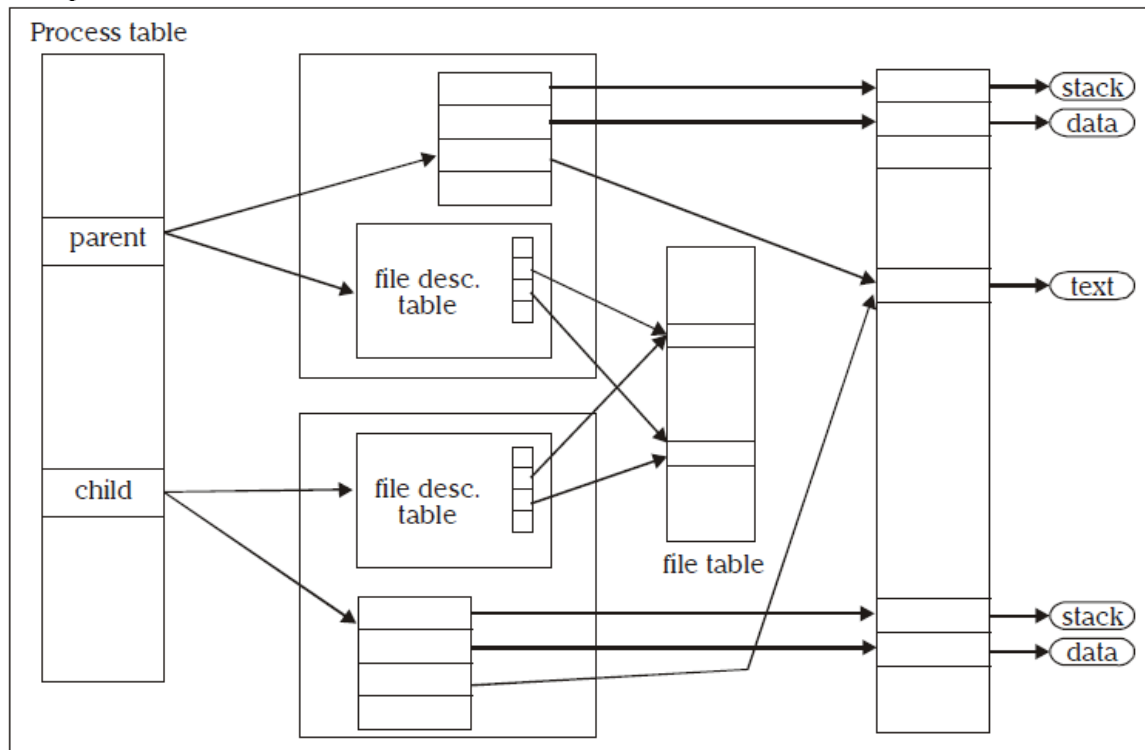 Process table
stack
data
parent
file desc.
table
text
child
file desc.
table
file table
stack
data